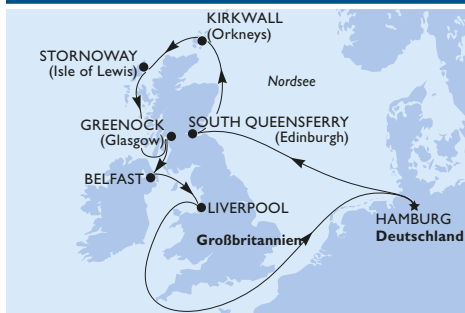 KIRKWALL
(Orkneys)
STORNOWAY
(Isle of Lewis)
Nordsee
GREENOCK
(Glasgow)
SOUTH QUEENSFERRY
(Edinburgh)
BELFAST
LIVERPOOL
HAMBURG
Großbritannien
Deutschland